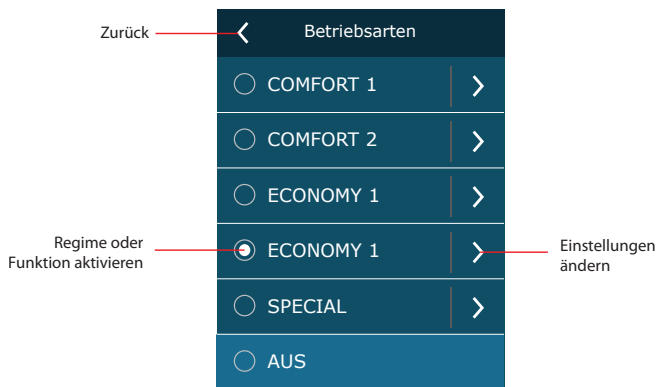 Zurück
Betriebsarten
COMFORT 1
COMFORT 2
ECONOMY 1
Regime oder
Funktion aktivieren
ECONOMY 1
Einstellungen
ändern
SPECIAL
AUS